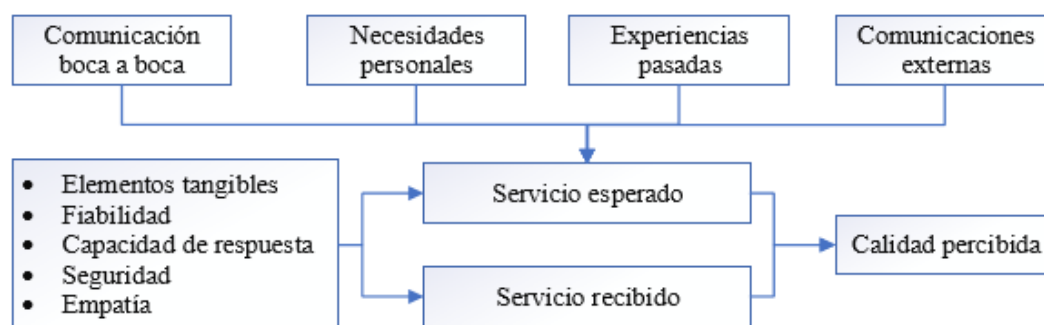 Comunicación
boca a boca
Necesidades
personales
Experiencias
pasadas
Comunicaciones
externas
• Elementos tangibles
• Fiabilidad
• Capacidad de respuesta
• Seguridad
• Empatía
Servicio esperado
Servicio recibido
Calidad percibida